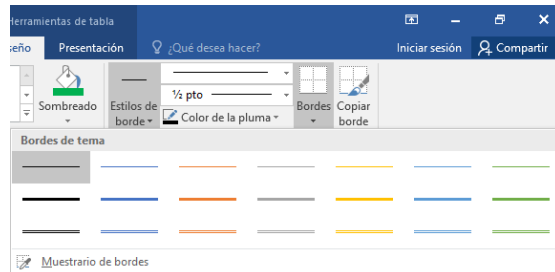 Herramientas de tabla
seño Presentación ¿Qué desea hacer? Iniciar sesión Compartir
½ pto
Sombreado Estilos de borde Color de la pluma Bordes Copiar borde
Bordes de tema
Muestrario de bordes